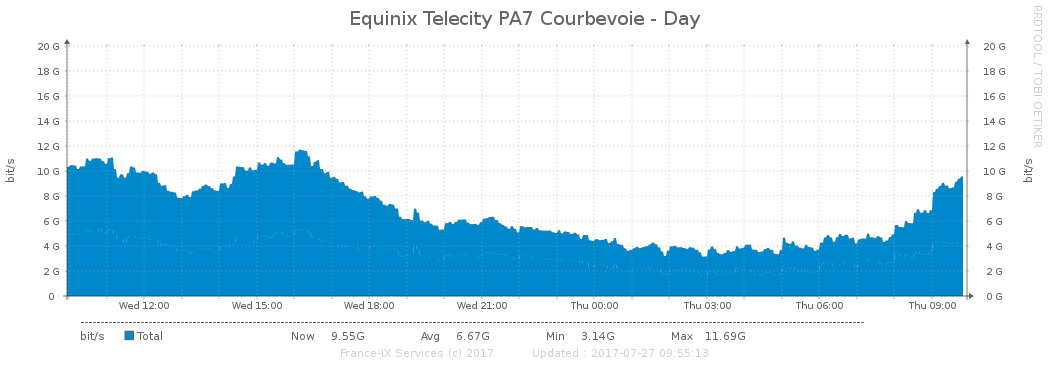 Equinix Telecity PA7 Courbevoie - Day
RRDTOOL / TOBI OETIKER
20 G 20 G
18 G 18 G
16 G 16 G
14 G 14 G
12 G 12 G
10 G 10 G
8 G 8 G
6 G 6 G
4 G 4 G
2 G 2 G
0 0 G
bit/s
bit/s
Wed 12:00 Wed 15:00 Wed 18:00 Wed 21:00 Thu 00:00 Thu 03:00 Thu 06:00 Thu 09:00
bit/s Total Now 9.55G Avg 6.67G Min 3.14G Max 11.69G
France-IX Services (c) 2017 Updated : 2017-07-27 09:55:13